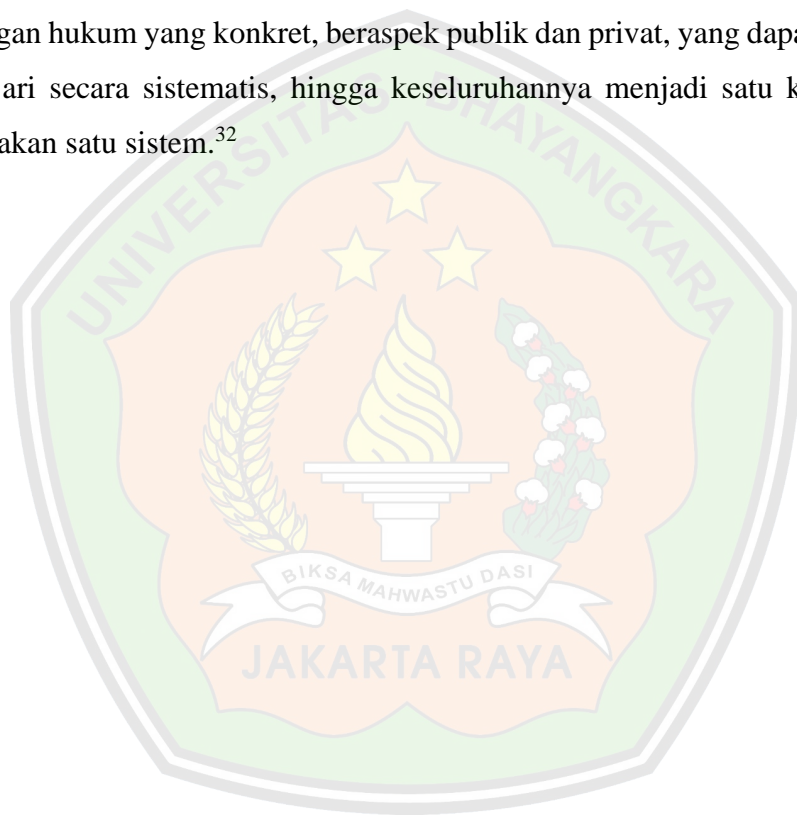 gan hukum yang konkret, beraspek publik dan privat, yang dapa
ari secara sistematis, hingga keseluruhannya menjadi satu k
akan satu sistem.32
UNIVERSITAS BHAYANGKARA
BIKSA MAHWASTU DASI
JAKARTA RAYA